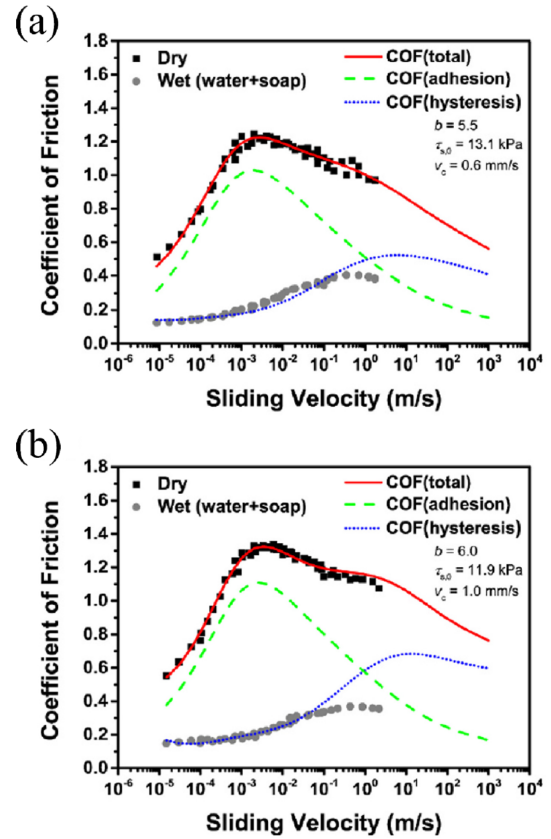 (a)
Coefficient of Friction
1.8
1.6
1.4
1.2
1.0
0.8
0.6
0.4
0.2
0.0
Dry
Wet (water+soap)
COF(total)
COF(adhesion)
COF(hysteresis)
b = 5.5
τs,0 = 13.1 kPa
vc = 0.6 mm/s
10-6 10-5 10-4 10-3 10-2 10-1 100 101 102 103 104
Sliding Velocity (m/s)
(b)
Coefficient of Friction
1.8
1.6
1.4
1.2
1.0
0.8
0.6
0.4
0.2
0.0
Dry
Wet (water+soap)
COF(total)
COF(adhesion)
COF(hysteresis)
b = 6.0
τs,0 = 11.9 kPa
vc = 1.0 mm/s
10-6 10-5 10-4 10-3 10-2 10-1 100 101 102 103 104
Sliding Velocity (m/s)